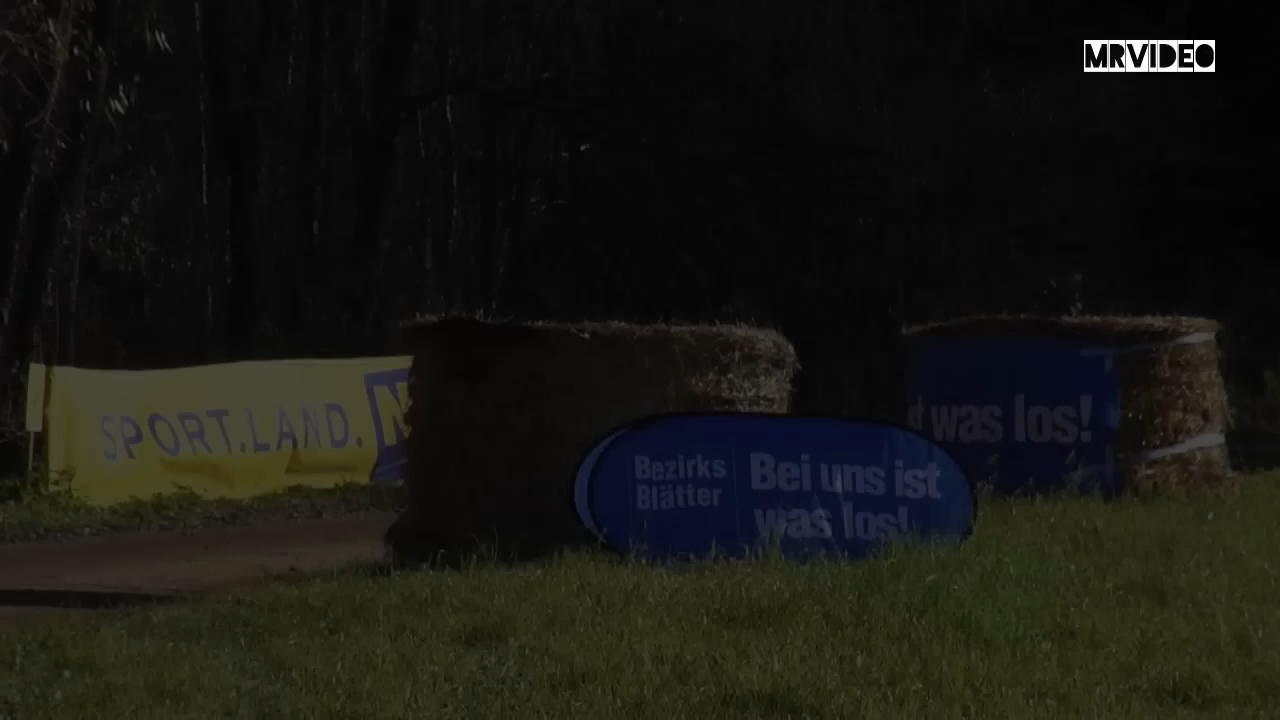 MRVIDEO
SPORT.LAND.
was los!
Bezirks
Blätter
Bei uns ist
was los!